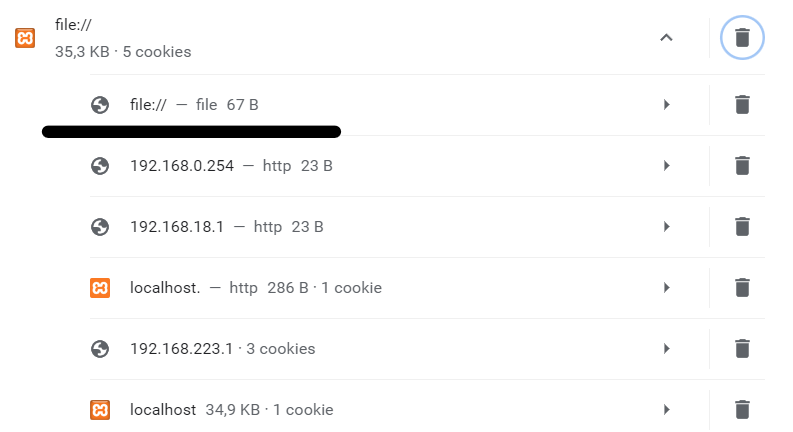 file://
35,3 KB · 5 cookies
file:// — file 67 B
192.168.0.254 — http 23 B
192.168.18.1 — http 23 B
localhost. — http 286 B · 1 cookie
192.168.223.1 · 3 cookies
localhost 34,9 KB · 1 cookie